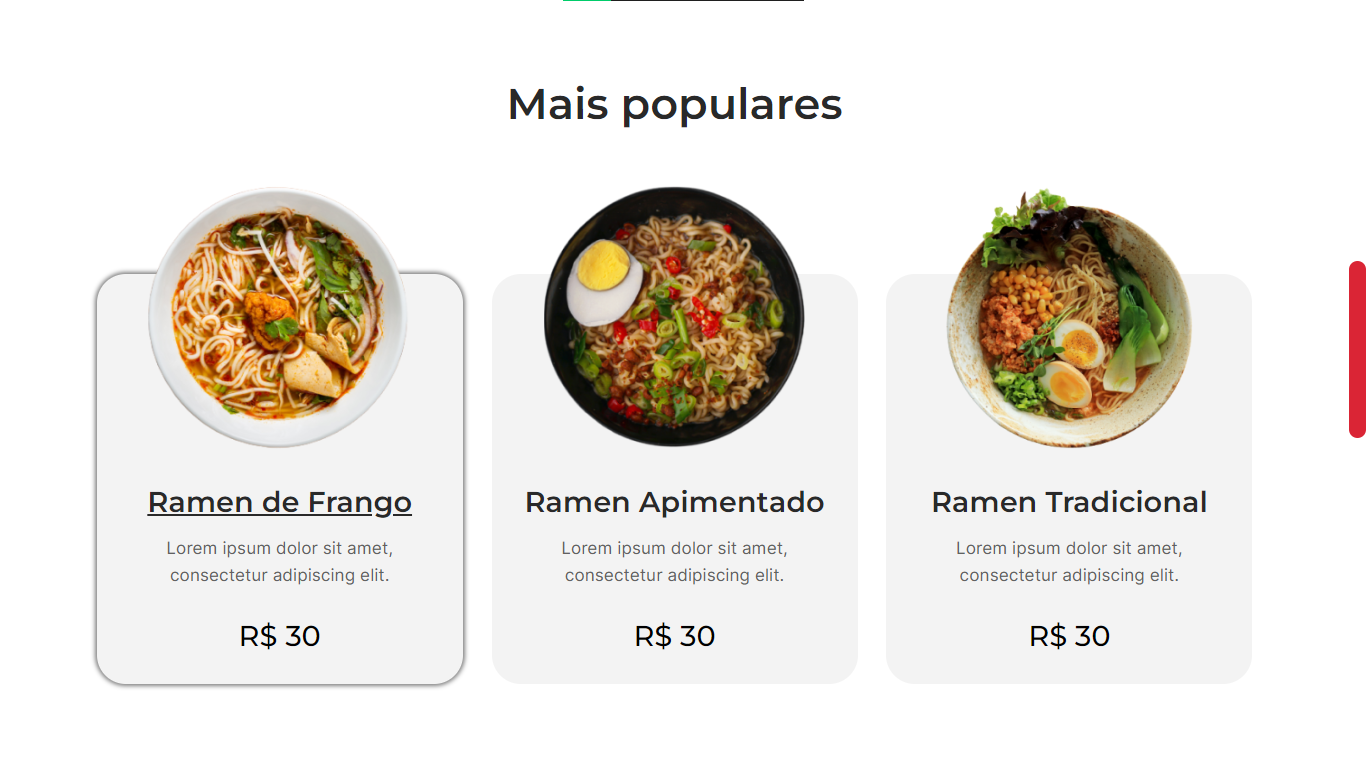 Mais populares
Ramen de Frango
Lorem ipsum dolor sit amet,
consectetur adipiscing elit.
R$ 30
Ramen Apimentado
Lorem ipsum dolor sit amet,
consectetur adipiscing elit.
R$ 30
Ramen Tradicional
Lorem ipsum dolor sit amet,
consectetur adipiscing elit.
R$ 30